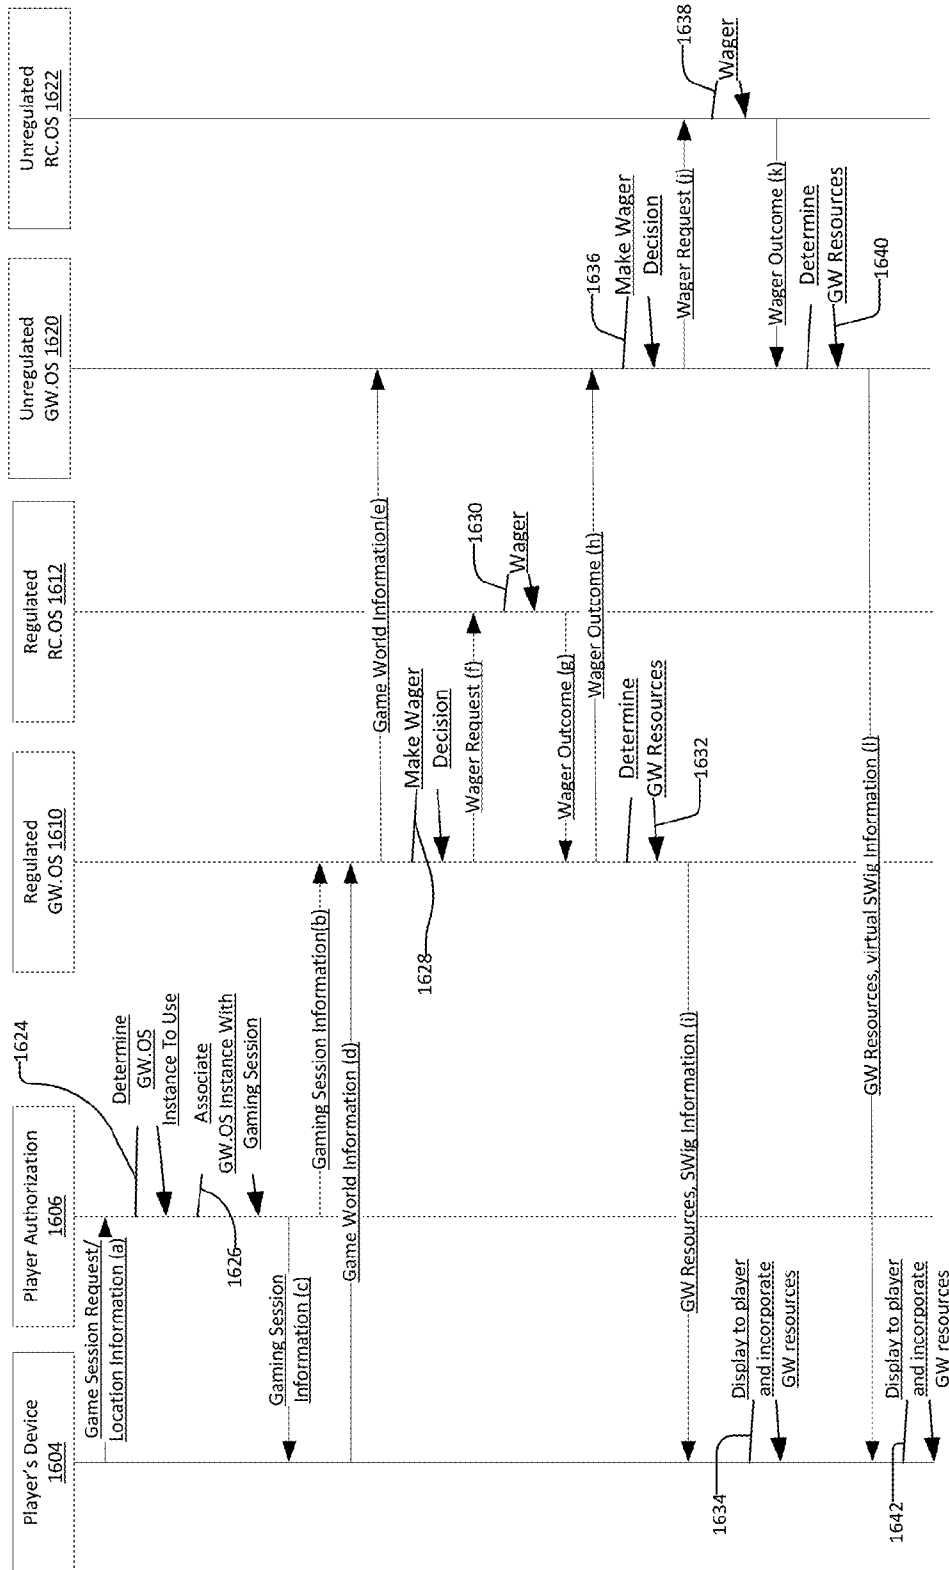 Player's Device
1604
Player Authorization
1606
Regulated
GW.OS 1610
Regulated
RC.OS 1612
Unregulated
GW.OS 1620
Unregulated
RC.OS 1622
Game Session Request/
Location Information (a)
1624
Determine
GW.OS
Instance To Use
Associate
GW.OS Instance With
Gaming Session
1626
Gaming Session
Information (c)
Gaming Session Information(b)
Game World Information (d)
Game World Information(e)
Make Wager
Decision
1628
Wager Request (f)
1630
Wager
Wager Outcome (g)
Wager Outcome (h)
Determine
GW Resources
1632
1636
Make Wager
Decision
Wager Request (j)
1638
Wager
Wager Outcome (k)
Determine
GW Resources
1640
GW Resources, SWig Information (i)
Display to player
and incorporate
GW resources
1634
GW Resources, virtual SWig Information (l)
Display to player
and incorporate
GW resources
1642